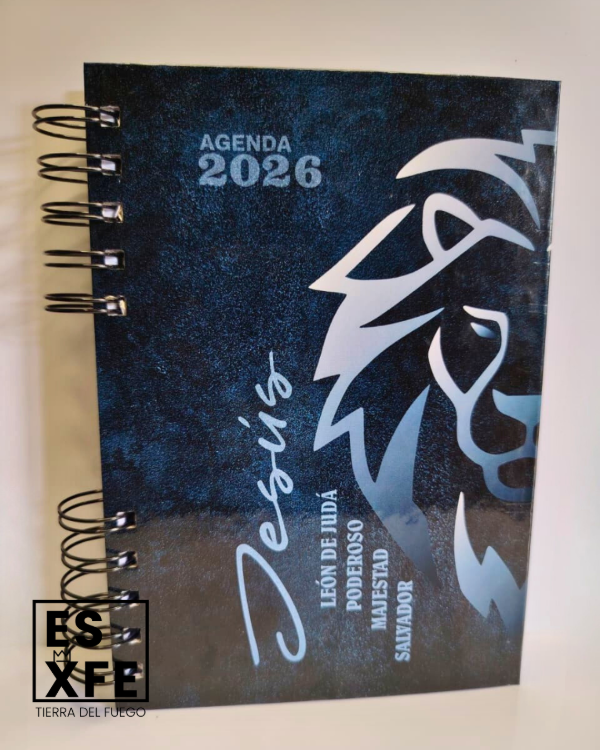 AGENDA
2026
Jesús
LEÓN DE JUDÁ
PODEROSO
MAJESTAD
SALVADOR
ES
XFE
TIERRA DEL FUEGO